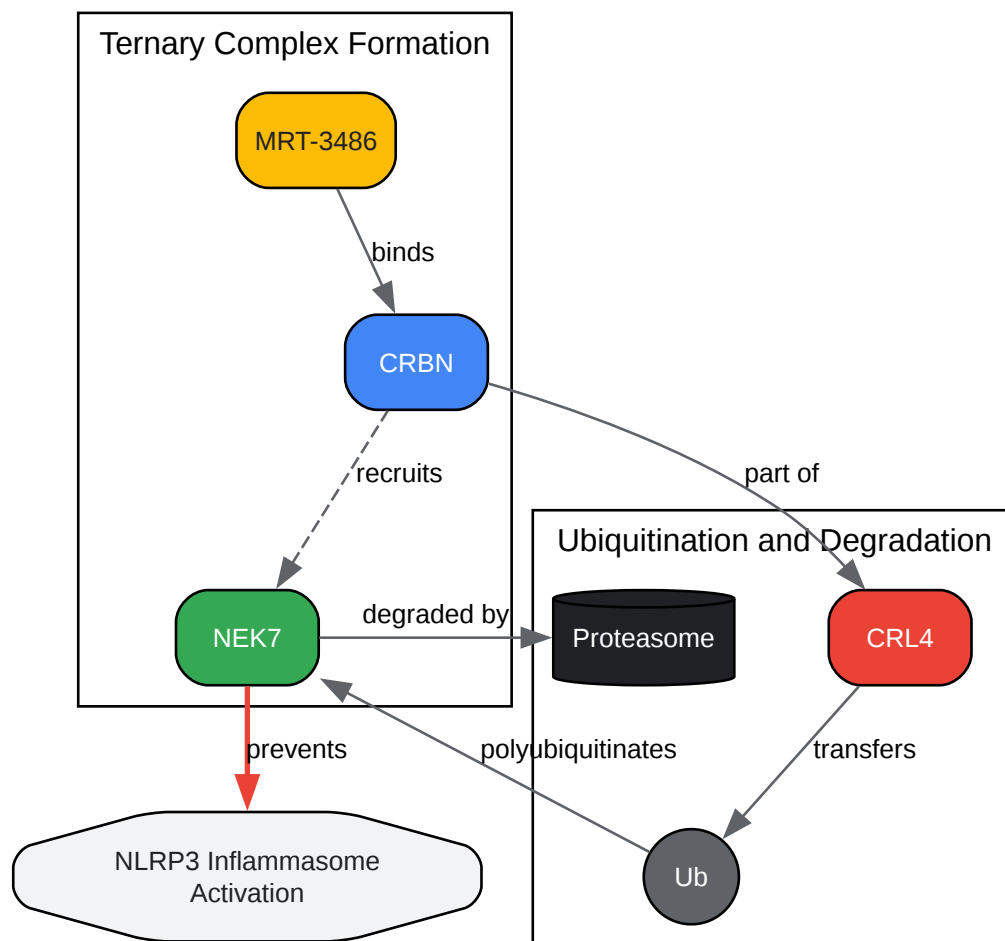 Ternary Complex Formation
MRT-3486
binds
CRBN
recruits
part of
Ubiquitination and Degradation
NEK7
degraded by
Proteasome
CRL4
prevents
polyubiquitinates
transfers
NLRP3 Inflammasome
Activation
Ub